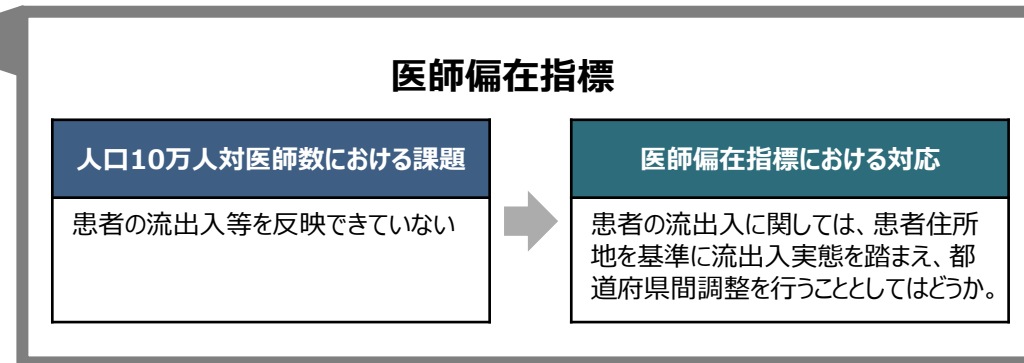 医師偏在指標
人口10万人対医師数における課題
患者の流出入等を反映できていない
医師偏在指標における対応
患者の流出入に関しては、患者住所
地を基準に流出入実態を踏まえ、都
道府県間調整を行うこととしてはどうか。